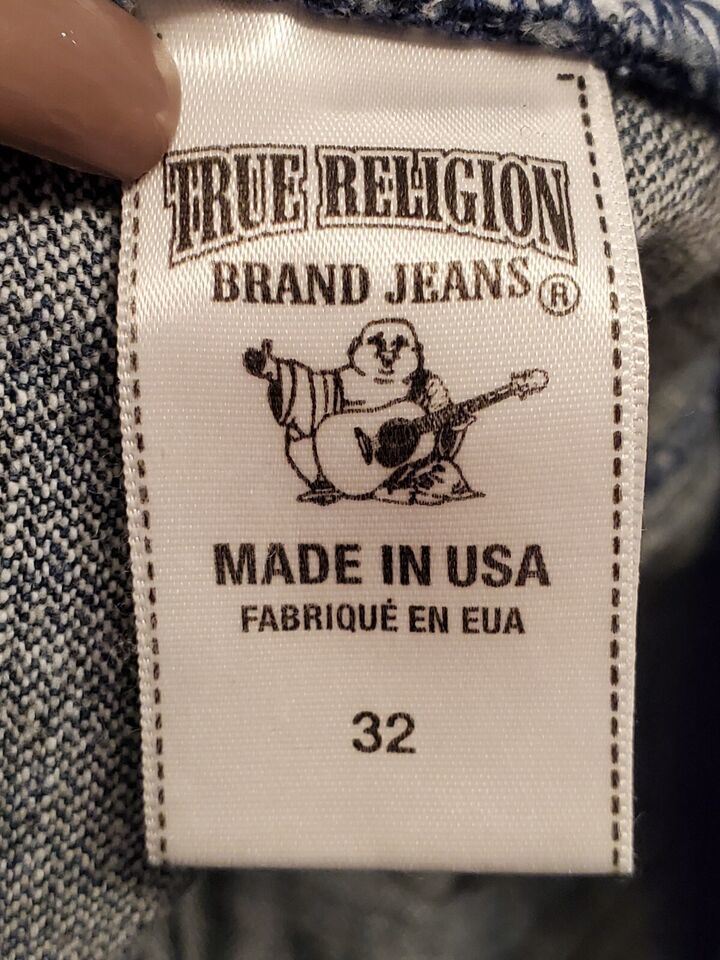 TRUE RELIGION
BRAND JEANS®
MADE IN USA
FABRIQUÉ EN EUA
32